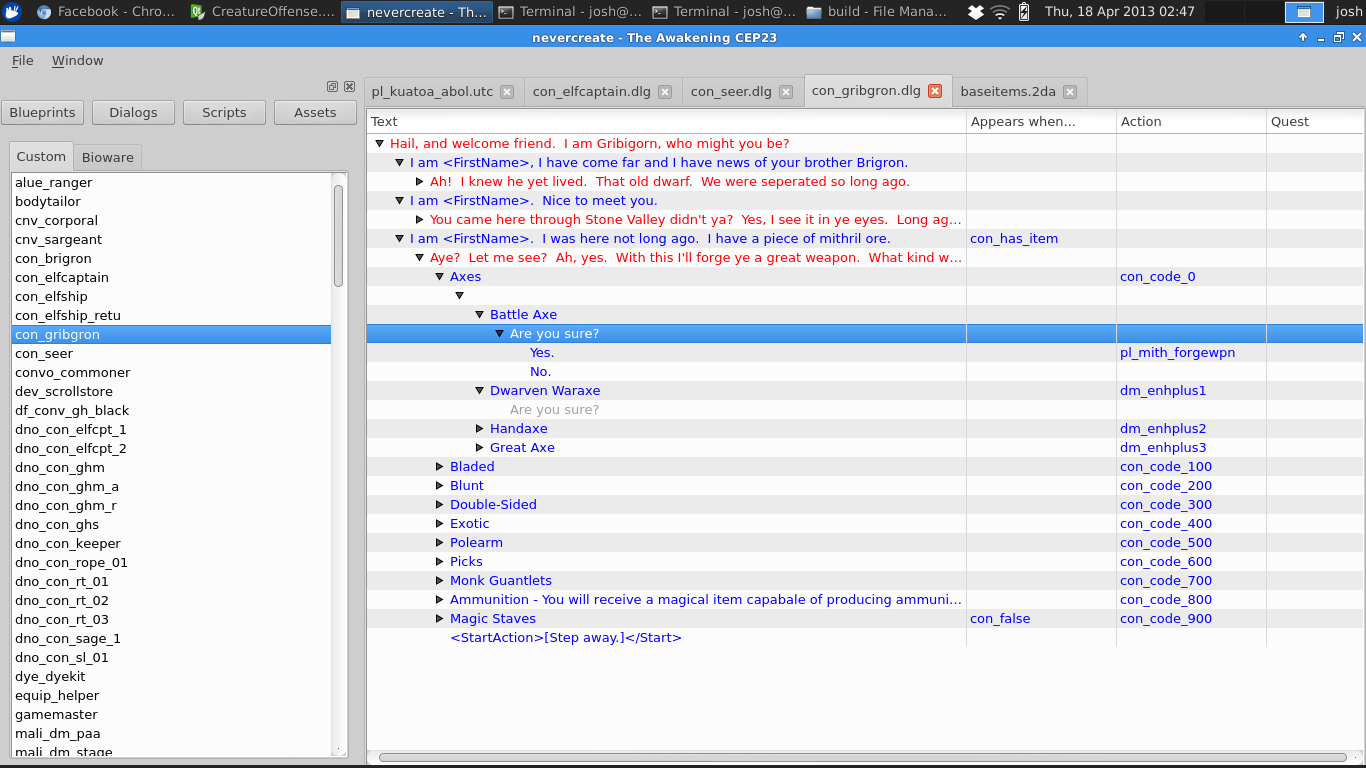 Facebook - Chro...
CreatureOffense....
nevercreate - Th...
Terminal - josh@...
Terminal - josh@...
build - File Mana...
Thu, 18 Apr 2013 02:47
josh
nevercreate - The Awakening CEP23
File Window
Blueprints Dialogs Scripts Assets
Custom Bioware
alue_ranger
bodytailor
cnv_corporal
cnv_sargeant
con_brigron
con_elfcaptain
con_elfship
con_elfship_retu
con_gribgron
con_seer
convo_commoner
dev_scrollstore
df_conv_gh_black
dno_con_elfcpt_1
dno_con_elfcpt_2
dno_con_ghm
dno_con_ghm_a
dno_con_ghm_r
dno_con_ghs
dno_con_keeper
dno_con_rope_01
dno_con_rt_01
dno_con_rt_02
dno_con_rt_03
dno_con_sage_1
dno_con_sl_01
dye_dyekit
equip_helper
gamemaster
mali_dm_paa
mali_dm_stage
pl_kuatoa_abol.utc con_elfcaptain.dlg con_seer.dlg con_gribgron.dlg baseitems.2da
Text Appears when... Action Quest
Hail, and welcome friend.  I am Gribigorn, who might you be?
I am <FirstName>, I have come far and I have news of your brother Brigron.
Ah!  I knew he yet lived.  That old dwarf.  We were seperated so long ago.
I am <FirstName>.  Nice to meet you.
You came here through Stone Valley didn't ya?  Yes, I see it in ye eyes.  Long ag...
I am <FirstName>.  I was here not long ago.  I have a piece of mithril ore. con_has_item
Aye?  Let me see?  Ah, yes.  With this I'll forge ye a great weapon.  What kind w...
Axes con_code_0
Battle Axe
Are you sure?
Yes. pl_mith_forgewpn
No.
Dwarven Waraxe dm_enhplus1
Are you sure?
Handaxe dm_enhplus2
Great Axe dm_enhplus3
Bladed con_code_100
Blunt con_code_200
Double-Sided con_code_300
Exotic con_code_400
Polearm con_code_500
Picks con_code_600
Monk Guantlets con_code_700
Ammunition - You will receive a magical item capabale of producing ammuni... con_code_800
Magic Staves con_false con_code_900
<StartAction>[Step away.]</Start>